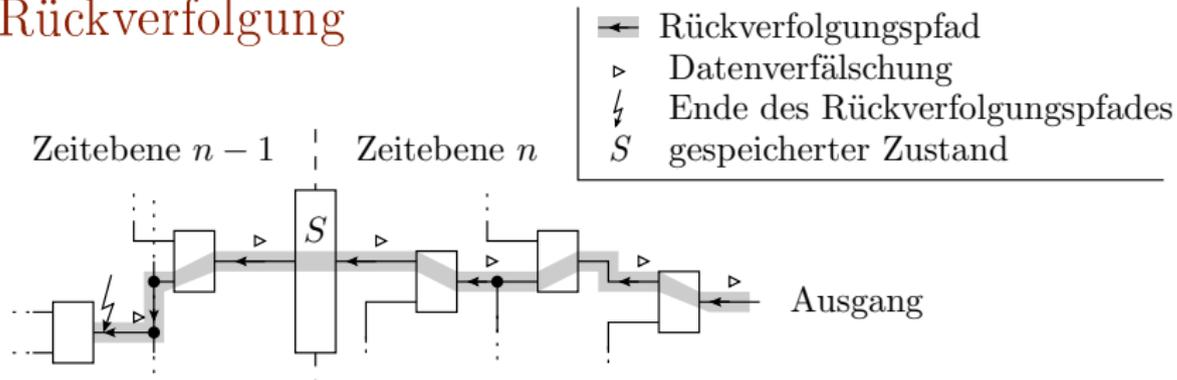 Rückverfolgung
Rückverfolgungspfad
Datenverfälschung
Ende des Rückverfolgungspfades
S gespeicherter Zustand
Zeitebene n − 1
Zeitebene n
S
Ausgang